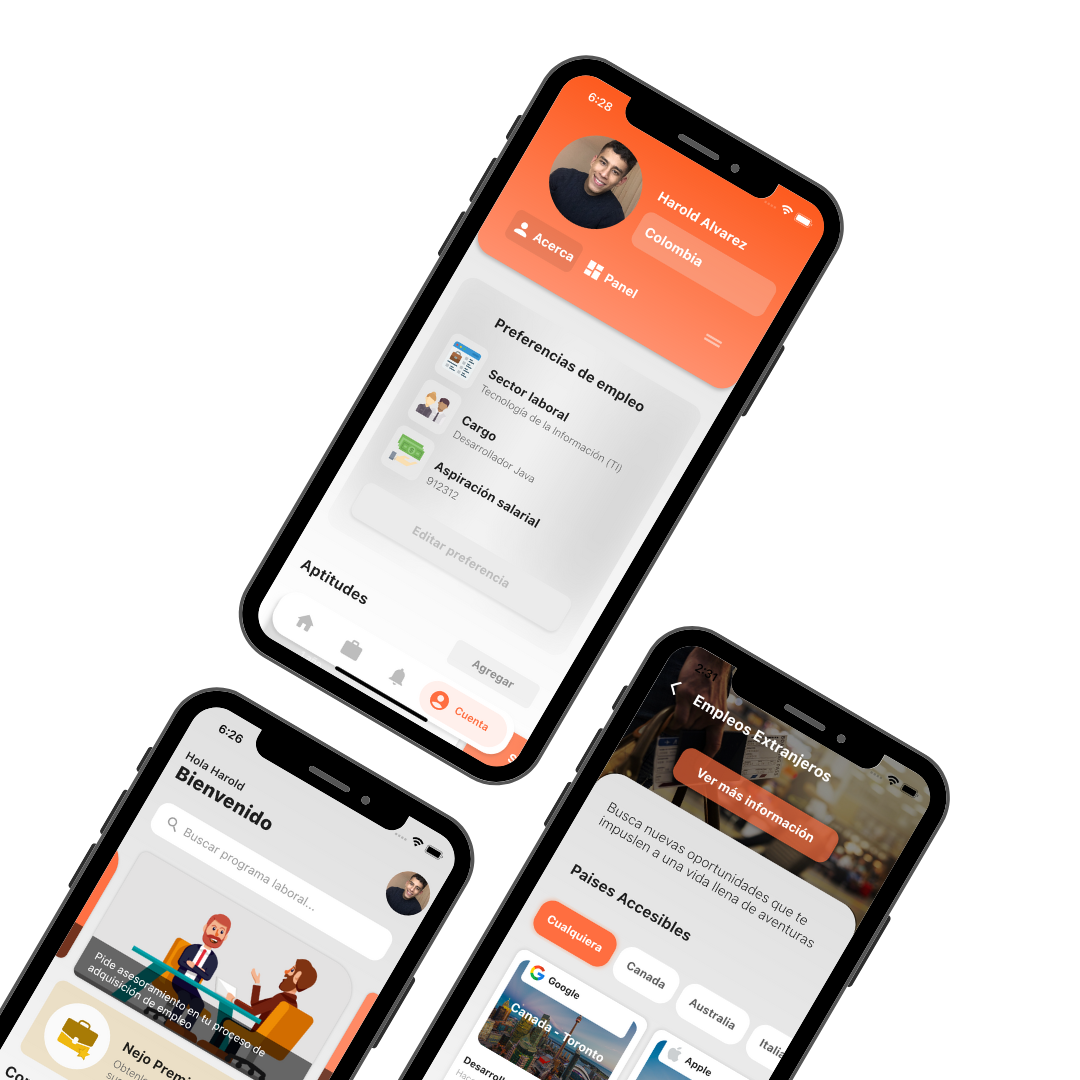 6:28
Harold Alvarez
Colombia
Acerca
Panel
Preferencias de empleo
Sector laboral
Tecnología de la Información (TI)
Cargo
Desarrollador Java
Aspiración salarial
912312
Editar preferencia
Aptitudes
Agregar
Cuenta
6:26
Hola Harold
Bienvenido
Buscar programa laboral...
Pide asesoramiento en tu proceso de
adquisición de empleo
Nejo Premi
2:31
Empleos Extranjeros
Ver más información
Busca nuevas oportunidades que te
impuslen a una vida llena de aventuras
Paises Accesibles
Cualquiera
Canada
Australia
Italia
Google
Canada - Toronto
Desarroll
Apple